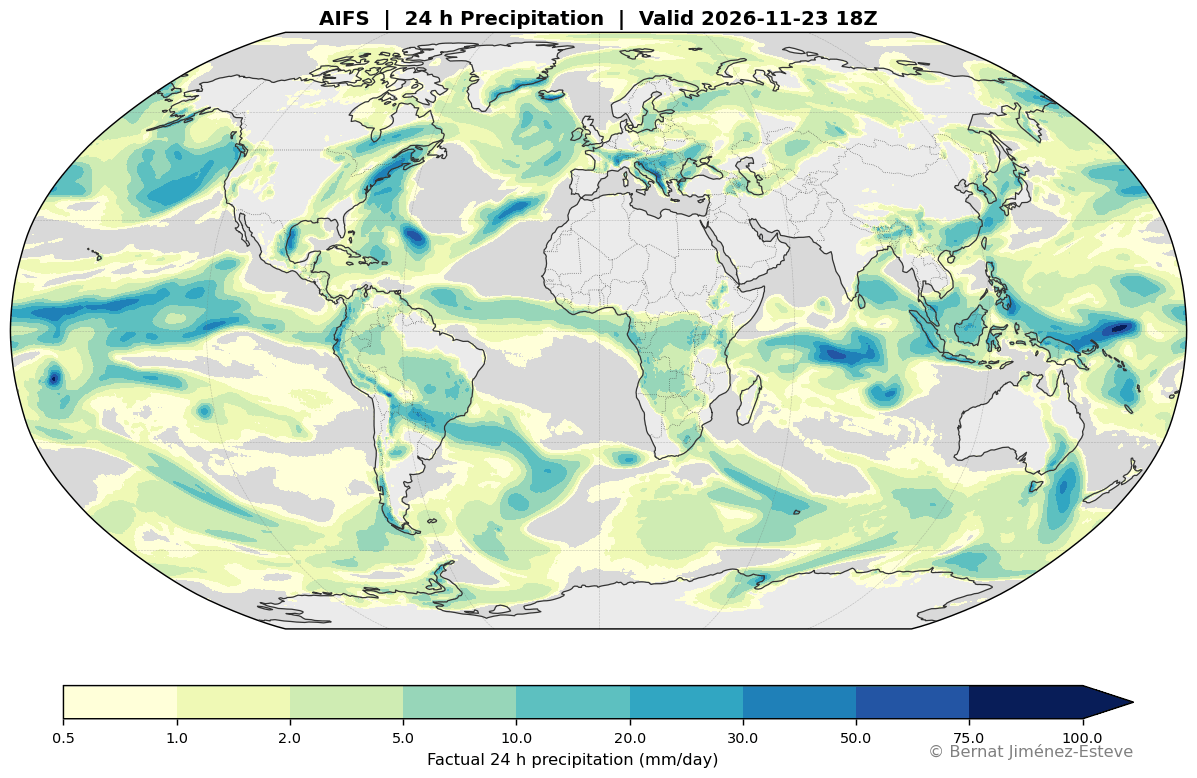 AIFS | 24 h Precipitation | Valid 2026-11-23 18Z
0.5 1.0 2.0 5.0 10.0 20.0 30.0 50.0 75.0 100.0
Factual 24 h precipitation (mm/day)
© Bernat Jiménez-Esteve